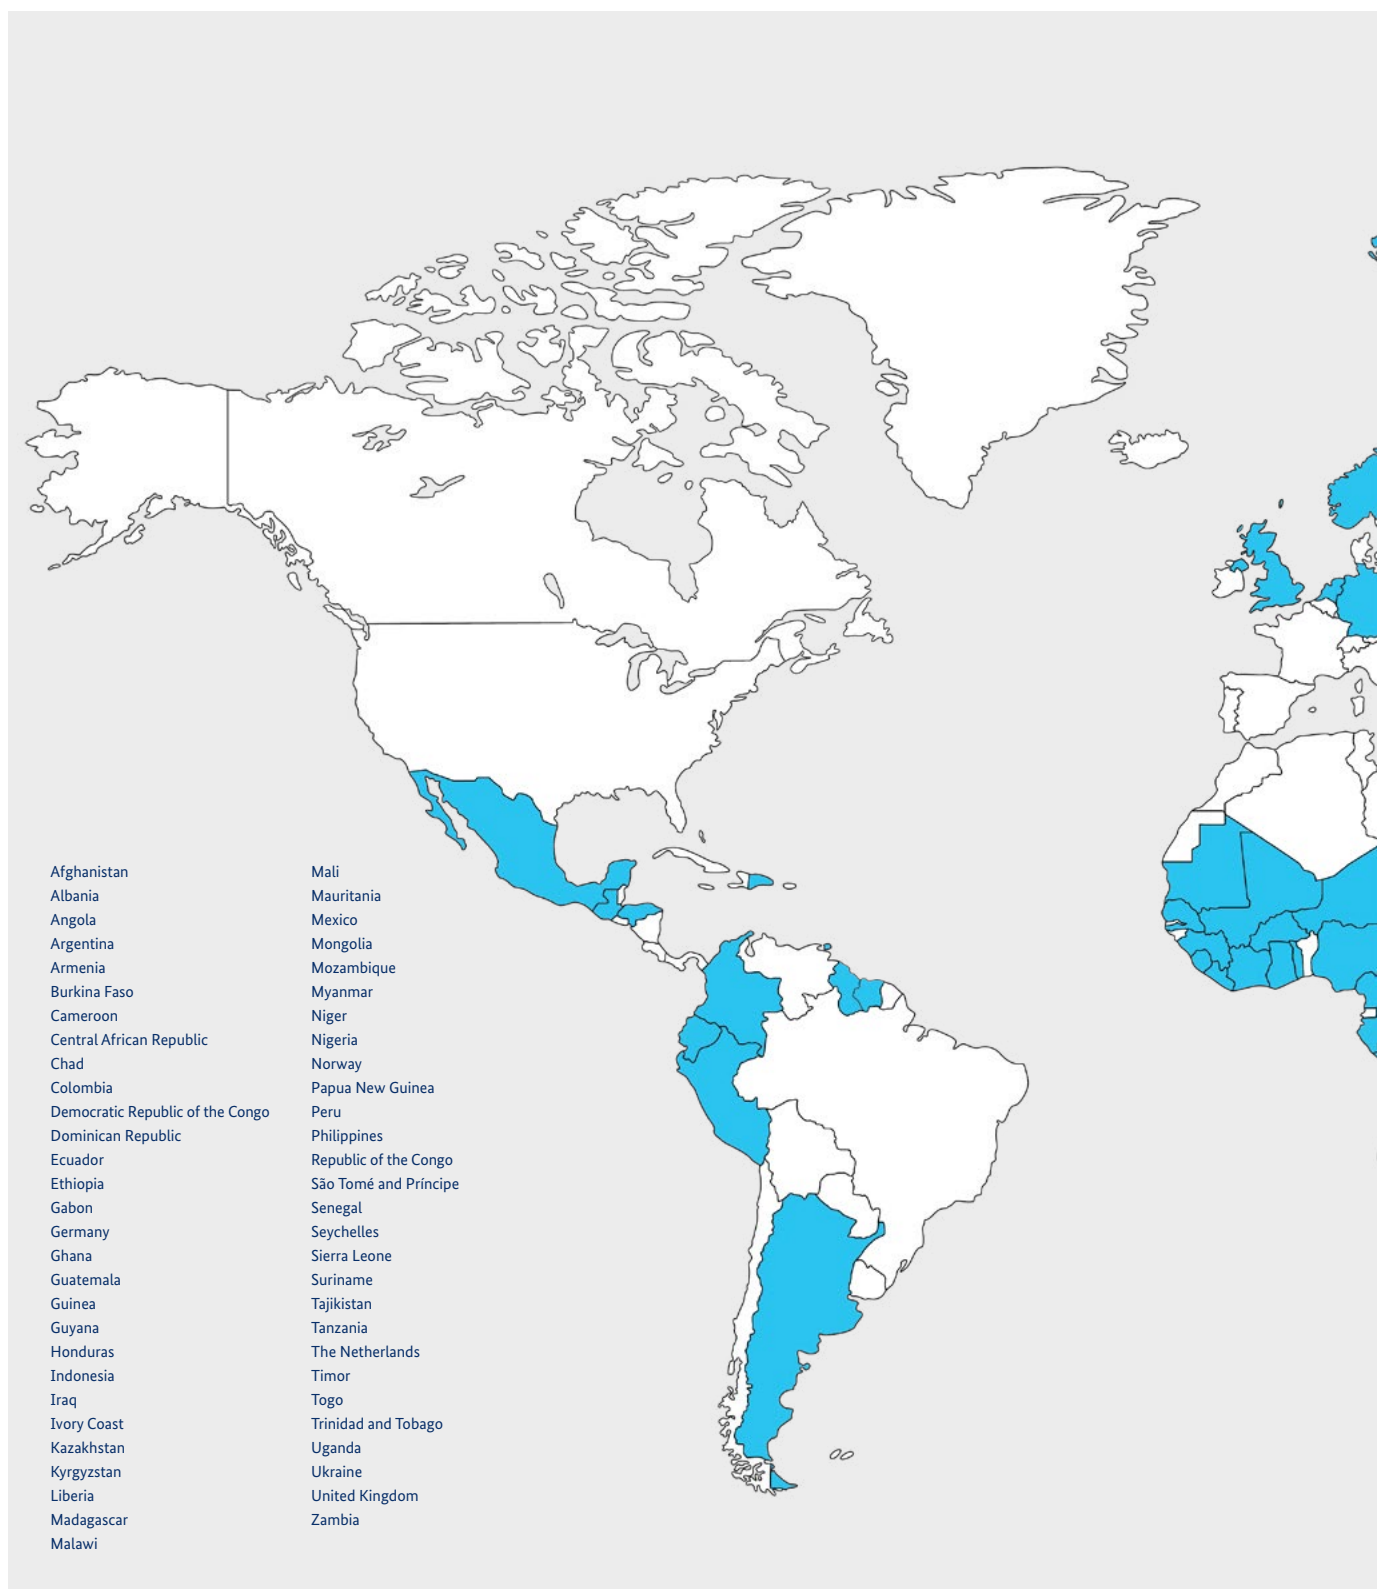 Afghanistan
Albania
Angola
Argentina
Armenia
Burkina Faso
Cameroon
Central African Republic
Chad
Colombia
Democratic Republic of the Congo
Dominican Republic
Ecuador
Ethiopia
Gabon
Germany
Ghana
Guatemala
Guinea
Guyana
Honduras
Indonesia
Iraq
Ivory Coast
Kazakhstan
Kyrgyzstan
Liberia
Madagascar
Malawi
Mali
Mauritania
Mexico
Mongolia
Mozambique
Myanmar
Niger
Nigeria
Norway
Papua New Guinea
Peru
Philippines
Republic of the Congo
São Tomé and Príncipe
Senegal
Seychelles
Sierra Leone
Suriname
Tajikistan
Tanzania
The Netherlands
Timor
Togo
Trinidad and Tobago
Uganda
Ukraine
United Kingdom
Zambia